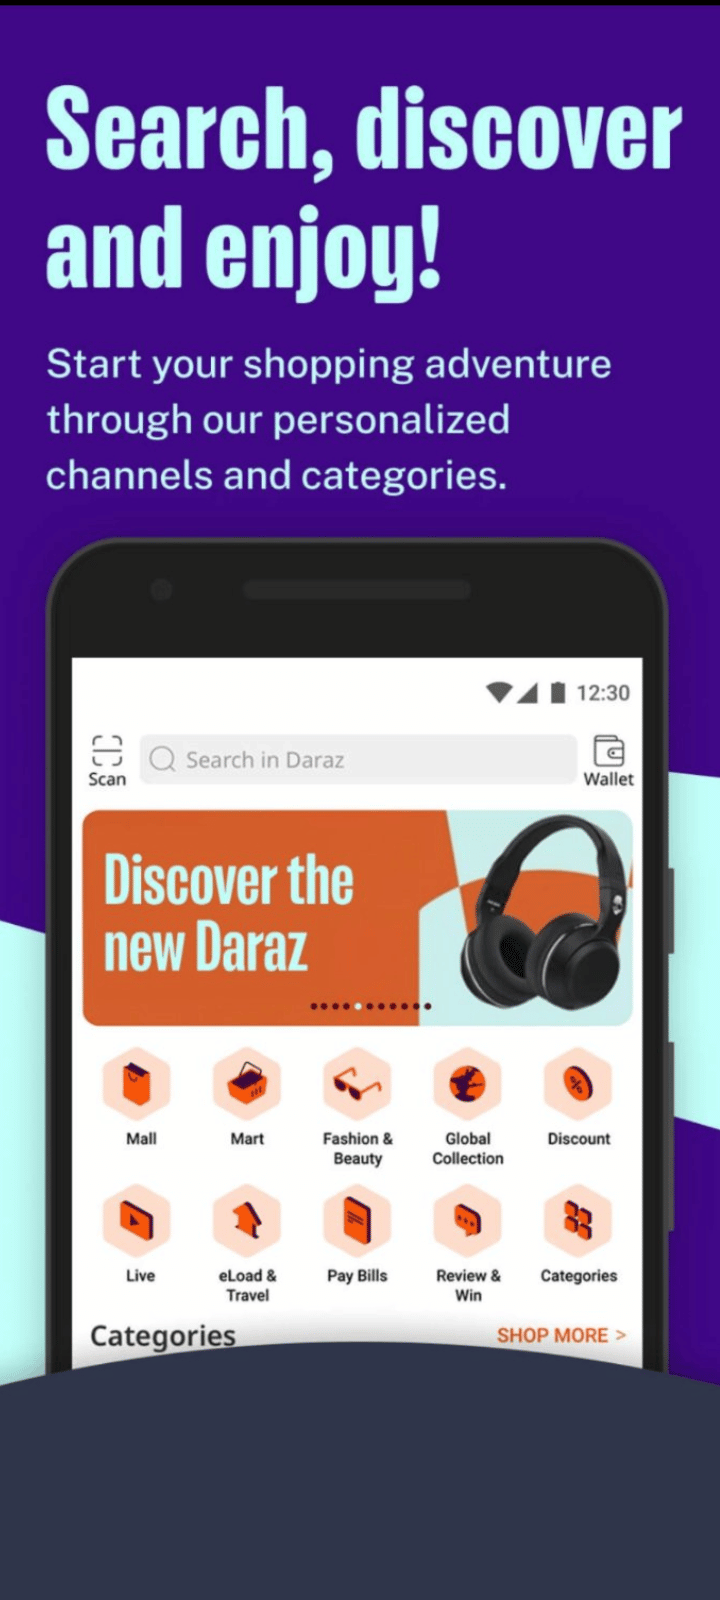 Search, discover
and enjoy!
Start your shopping adventure
through our personalized
channels and categories.
12:30
Scan
Search in Daraz
Wallet
Discover the
new Daraz
Mall
Mart
Fashion &
Beauty
Global
Collection
Discount
Live
eLoad &
Travel
Pay Bills
Review &
Win
Categories
Categories
SHOP MORE >